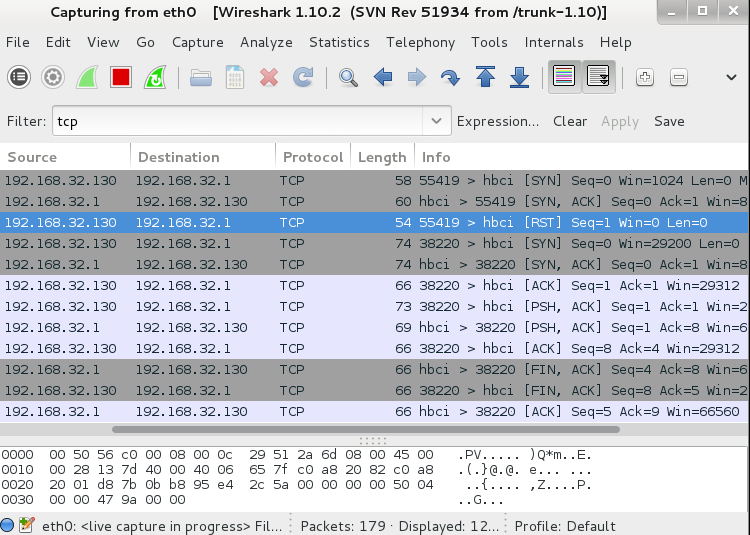 Capturing from eth0 [Wireshark 1.10.2 (SVN Rev 51934 from /trunk-1.10)]
File Edit View Go Capture Analyze Statistics Telephony Tools Internals Help
Filter: tcp Expression... Clear Apply Save
Source Destination Protocol Length Info
192.168.32.130 192.168.32.1 TCP 58 55419 > hbci [SYN] Seq=0 Win=1024 Len=0 M
192.168.32.1 192.168.32.130 TCP 60 hbci > 55419 [SYN, ACK] Seq=0 Ack=1 Win=8
192.168.32.130 192.168.32.1 TCP 54 55419 > hbci [RST] Seq=1 Win=0 Len=0
192.168.32.130 192.168.32.1 TCP 74 38220 > hbci [SYN] Seq=0 Win=29200 Len=0
192.168.32.1 192.168.32.130 TCP 74 hbci > 38220 [SYN, ACK] Seq=0 Ack=1 Win=8
192.168.32.130 192.168.32.1 TCP 66 38220 > hbci [ACK] Seq=1 Ack=1 Win=29312
192.168.32.130 192.168.32.1 TCP 73 38220 > hbci [PSH, ACK] Seq=1 Ack=1 Win=2
192.168.32.1 192.168.32.130 TCP 69 hbci > 38220 [PSH, ACK] Seq=1 Ack=8 Win=6
192.168.32.130 192.168.32.1 TCP 66 38220 > hbci [ACK] Seq=8 Ack=4 Win=29312
192.168.32.1 192.168.32.130 TCP 66 hbci > 38220 [FIN, ACK] Seq=4 Ack=8 Win=6
192.168.32.130 192.168.32.1 TCP 66 38220 > hbci [FIN, ACK] Seq=8 Ack=5 Win=2
192.168.32.1 192.168.32.130 TCP 66 hbci > 38220 [ACK] Seq=5 Ack=9 Win=66560
0000 00 50 56 c0 00 08 00 0c 29 51 2a 6d 08 00 45 00 .PV..... )Q*m..E.
0010 00 28 13 7d 40 00 40 06 65 7f c0 a8 20 82 c0 a8 .(.}@.@. e... ...
0020 20 01 d8 7b 0b b8 95 e4 2c 5a 00 00 00 00 50 04 ..{.... ,Z....P.
0030 00 00 47 9a 00 00 ..G...
eth0: <live capture in progress> Fil... Packets: 179 · Displayed: 12... Profile: Default